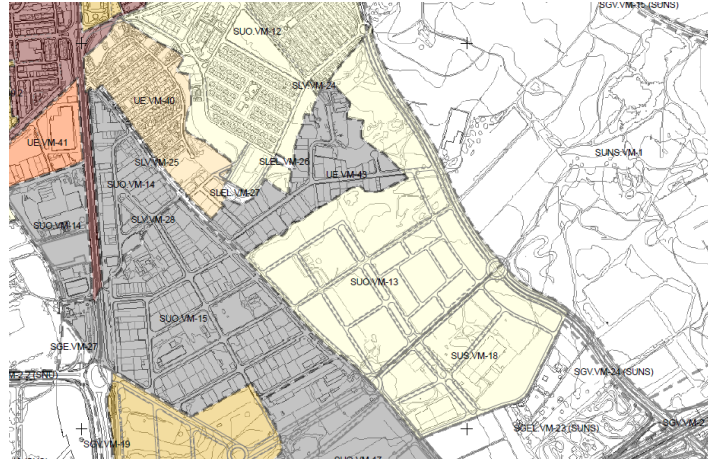 SGV.VM-15 (SUNS)
SUO.VM-12
SLV.VM-24
UE.VM-40
UE.VM-41
SUNS.VM-1
SLV.VM-25
SLEL.VM-26
UE.VM-43
SUO.VM-14
SLEL.VM-27
SLV.VM-28
SUO.VM-14
SUO.VM-13
SUO.VM-15
SGE.VM-27
SUS.VM-18
SGV.VM-24 (SUNS)
SGV.VM-2
SGEL.VM-23 (SUNS)
SGV.VM-19
SUO.VM-17